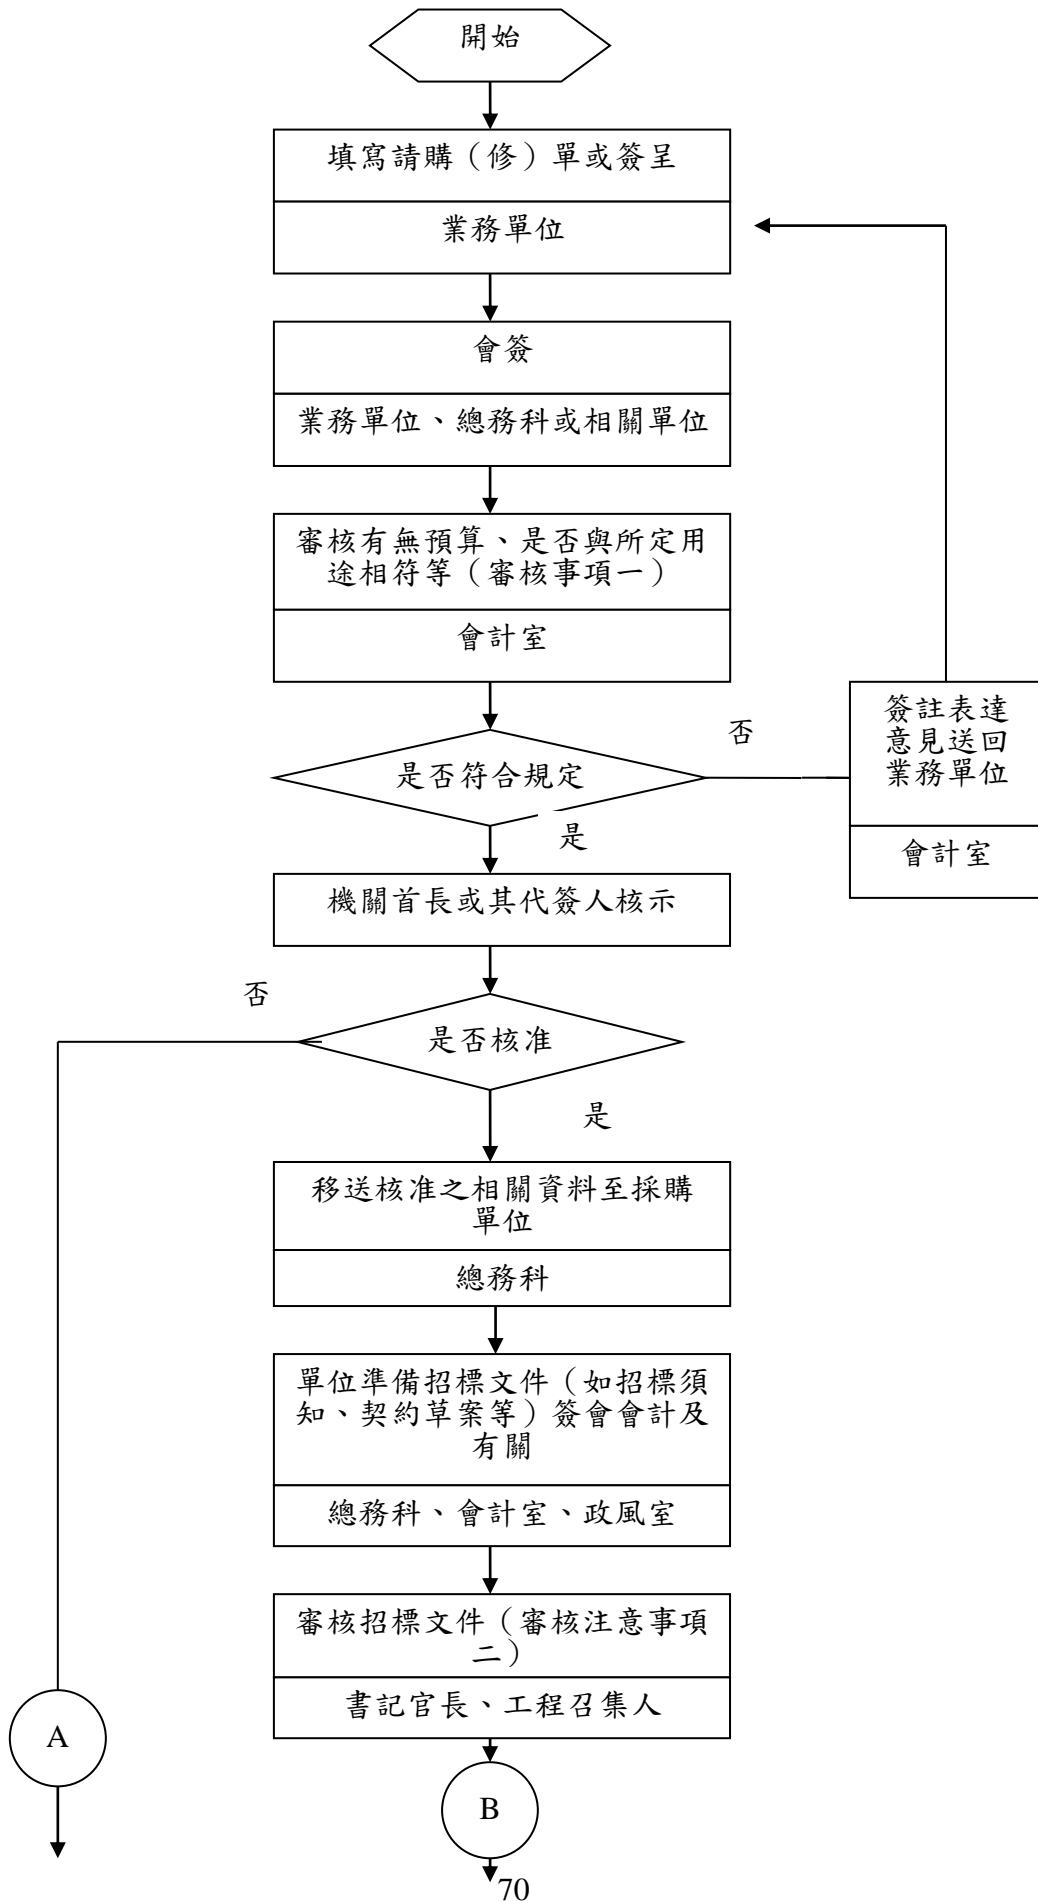 開始
填寫請購（修）單或簽呈
業務單位
會簽
業務單位、總務科或相關單位
審核有無預算、是否與所定用
途相符等（審核事項一）
會計室
是否符合規定
否
簽註表達
意見送回
業務單位
會計室
是
機關首長或其代簽人核示
否
是否核准
是
移送核准之相關資料至採購
單位
總務科
單位準備招標文件（如招標須
知、契約草案等）簽會會計及
有關
總務科、會計室、政風室
審核招標文件（審核注意事項
二）
書記官長、工程召集人
A
B
70